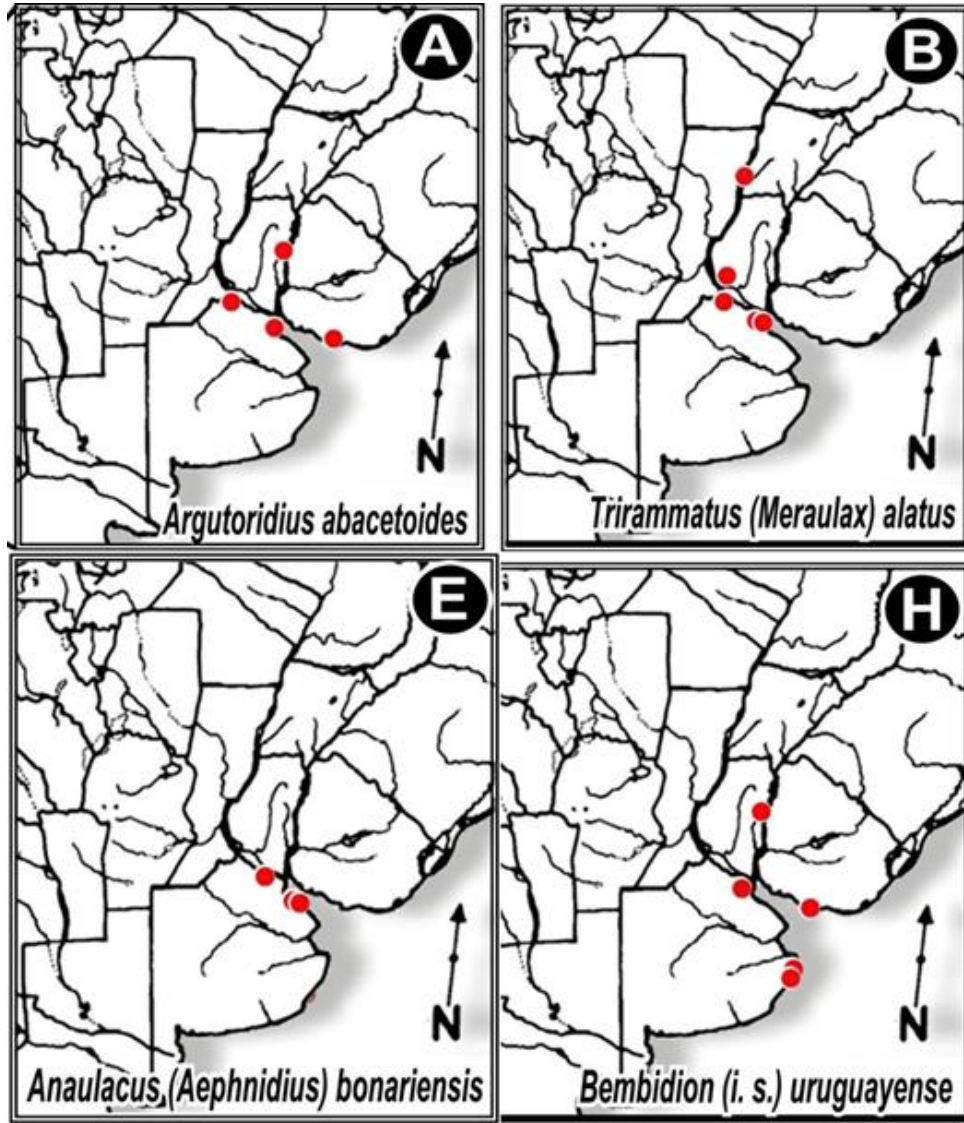 A
N
Argutoridius abacetoides
B
N
Trirammatus (Meraulax) alatus
E
N
Anaulacus (Aephnidius) bonariensis
H
N
Bembidion (i. s.) uruguayense